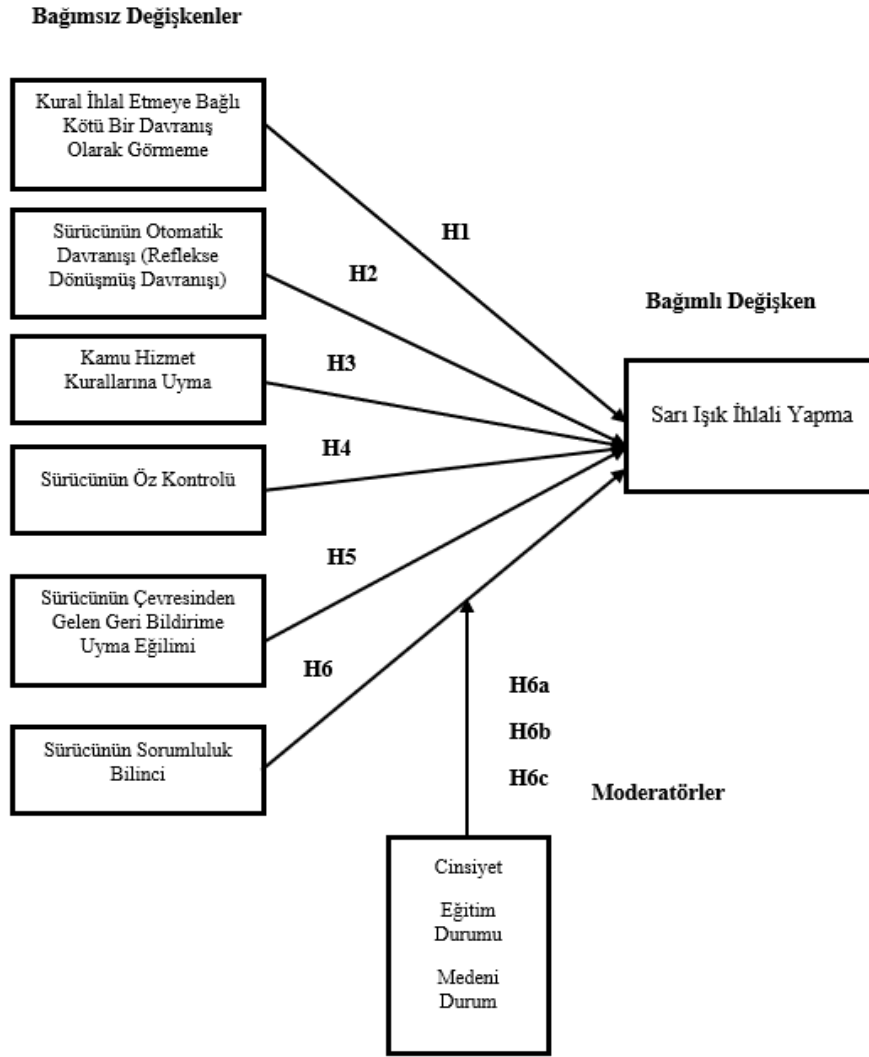 Bağımsız Değişkenler
Kural İhlal Etmeye Bağlı
Kötü Bir Davranış
Olarak Görmeme
H1
Sürücünün Otomatik
Davranışı (Reflekse
Dönüşmüş Davranışı)
H2
Bağımlı Değişken
Kamu Hizmet
Kurallarına Uyma
H3
Sarı Işık İhlali Yapma
Sürücünün Öz Kontrolü
H4
Sürücünün Çevresinden
Gelen Geri Bildirime
Uyma Eğilimi
H5
Sürücünün Sorumluluk
Bilinci
H6
H6a
H6b
H6c
Moderatörler
Cinsiyet
Eğitim
Durumu
Medeni
Durum